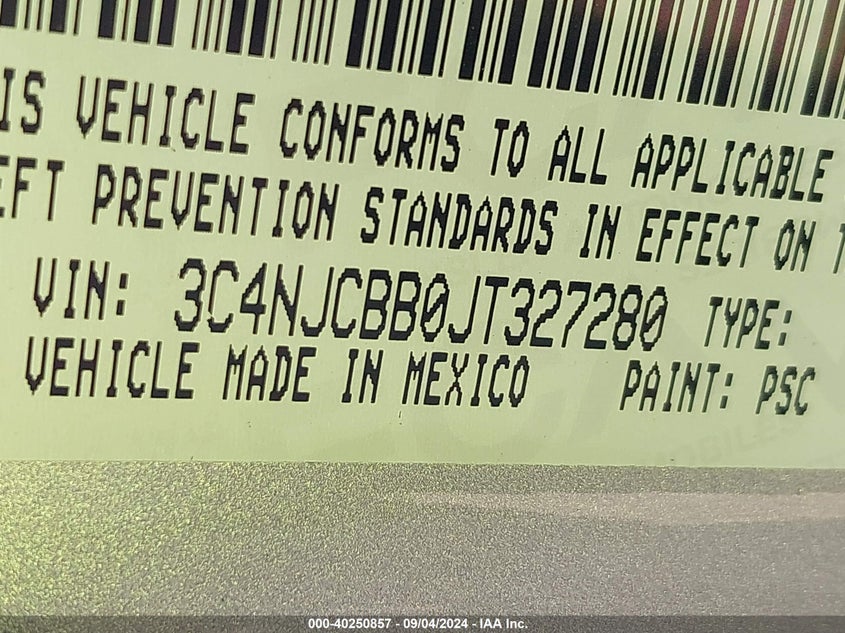 IS VEHICLE CONFORMS TO ALL APPLICABLE
EFT PREVENTION STANDARDS IN EFFECT ON T
VIN: 3C4NJCBB0JT327280 TYPE:
VEHICLE MADE IN MEXICO PAINT: PSC
000-40250857 - 09/04/2024 - IAA Inc.